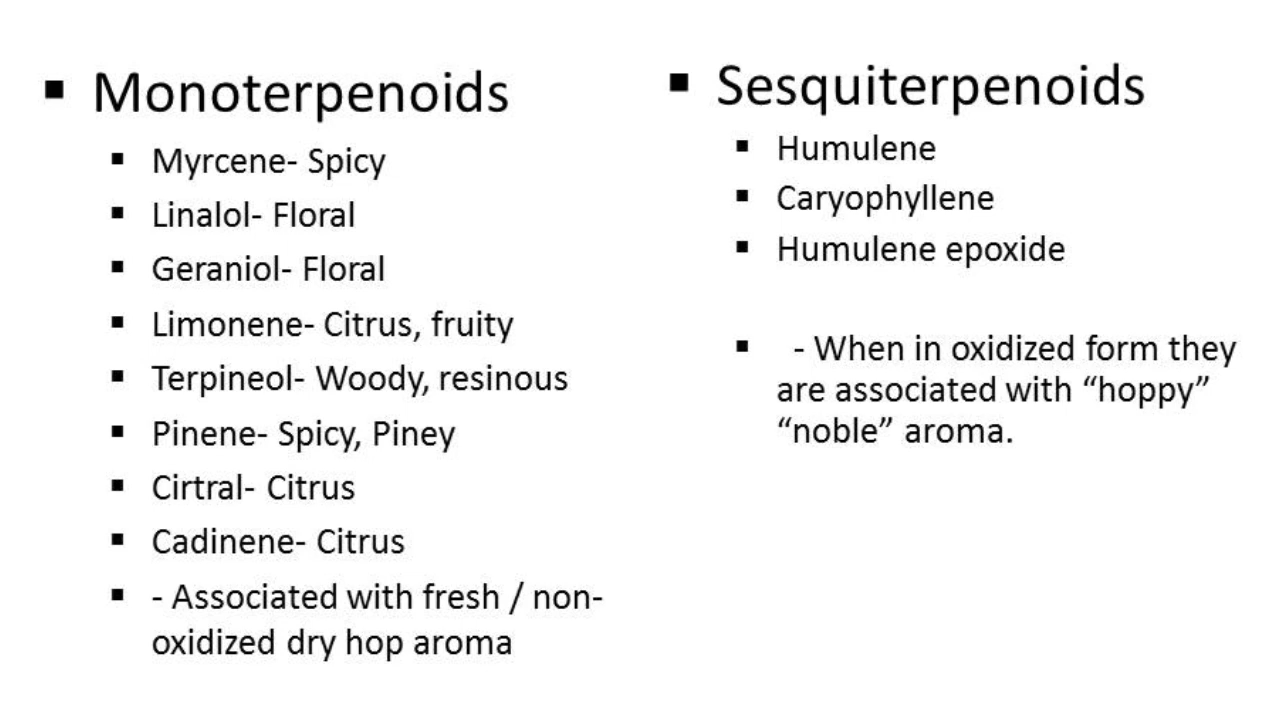 ▪ Monoterpenoids
▪ Myrcene- Spicy
▪ Linalol- Floral
▪ Geraniol- Floral
▪ Limonene- Citrus, fruity
▪ Terpineol- Woody, resinous
▪ Pinene- Spicy, Piney
▪ Cirtral- Citrus
▪ Cadinene- Citrus
▪ - Associated with fresh / non-
oxidized dry hop aroma
▪ Sesquiterpenoids
▪ Humulene
▪ Caryophyllene
▪ Humulene epoxide
▪ - When in oxidized form they
are associated with “hoppy”
“noble” aroma.